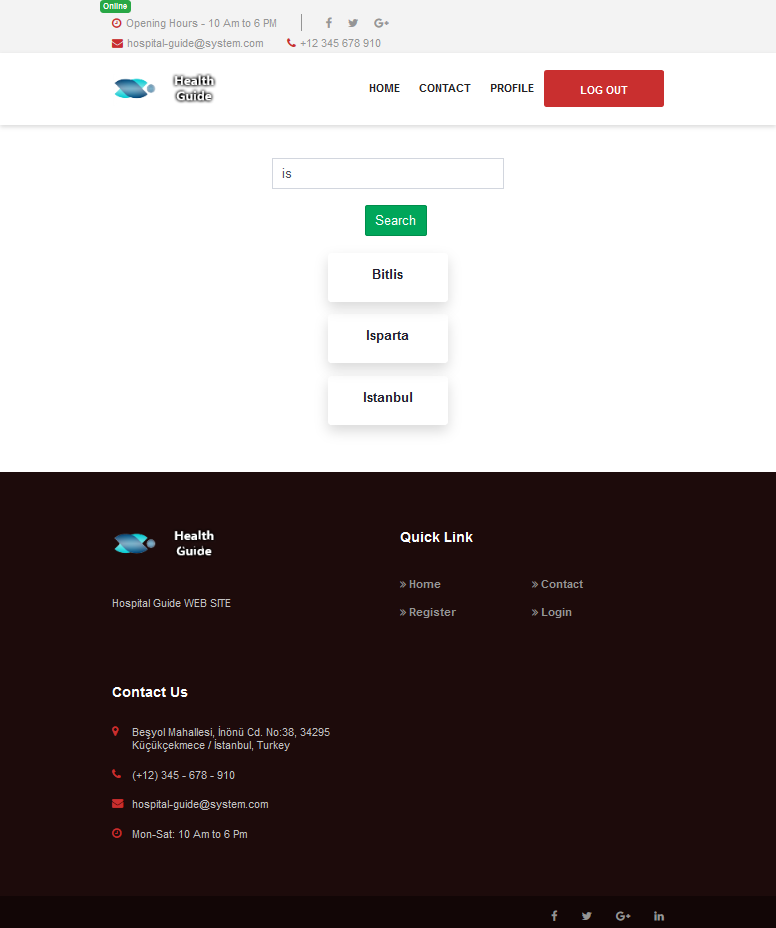 Online
Opening Hours - 10 Am to 6 PM
hospital-guide@system.com +12 345 678 910
Health
Guide
HOME CONTACT PROFILE LOG OUT
is
Search
Bitlis
Isparta
Istanbul
Health
Guide
Hospital Guide WEB SITE
Quick Link
Home Contact
Register Login
Contact Us
Beşyol Mahallesi, İnönü Cd. No:38, 34295
Küçükçekmece / İstanbul, Turkey
(+12) 345 - 678 - 910
hospital-guide@system.com
Mon-Sat: 10 Am to 6 Pm